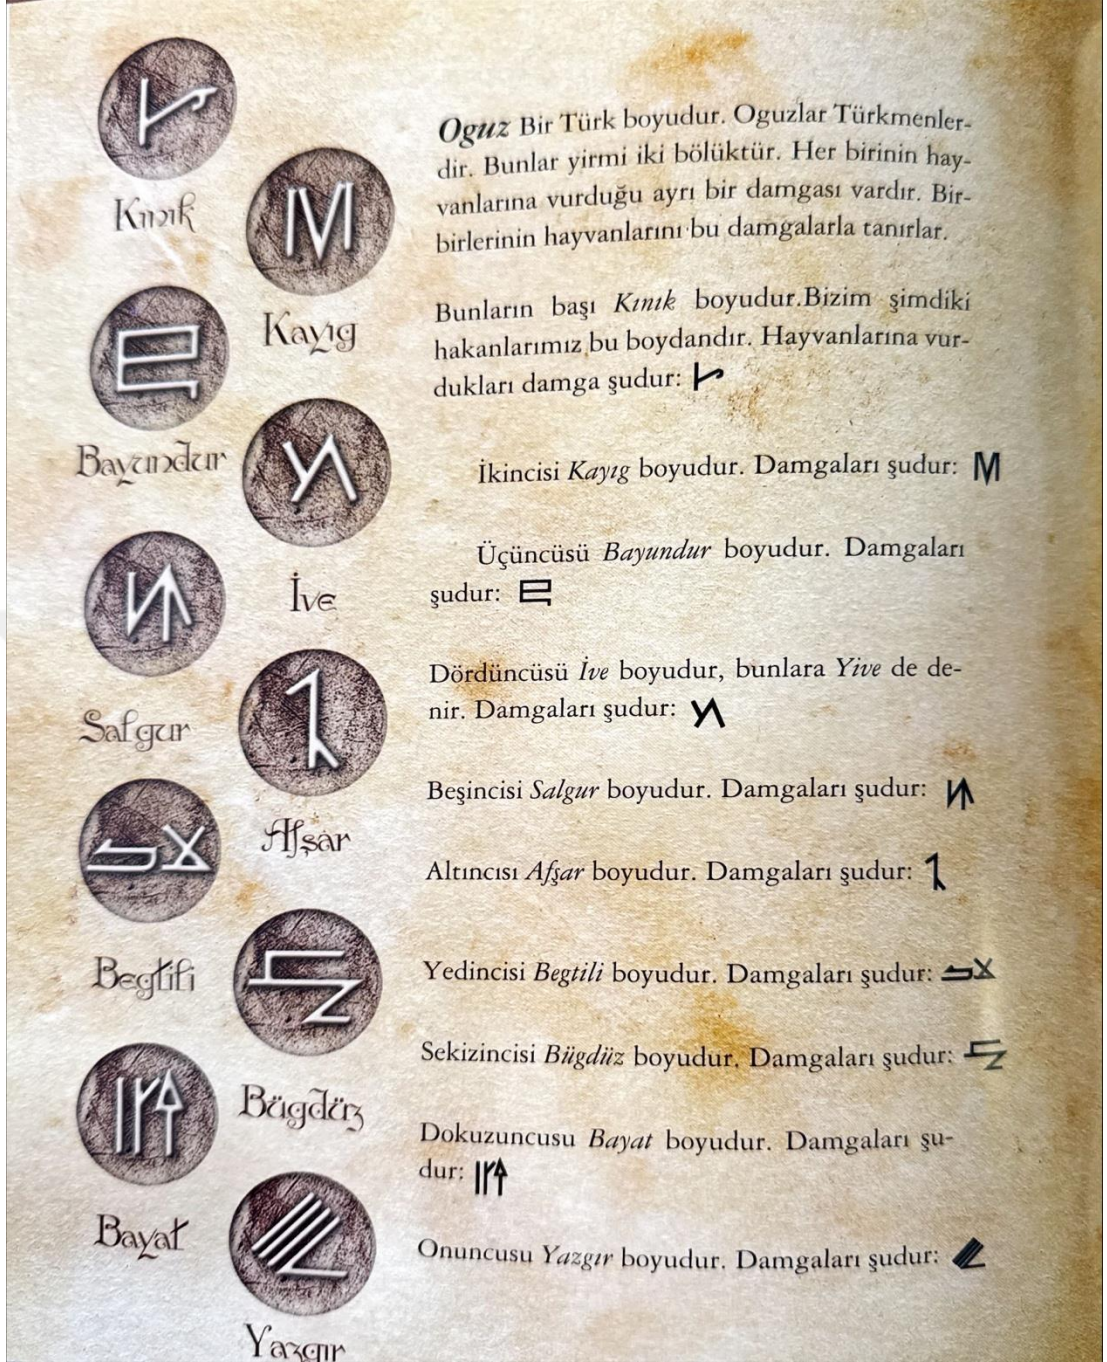 Kınık
Kayıg
Bayundur
İve
Salgur
Afşar
Begtili
Bügdüz
Bayat
Yazgır
Oguz Bir Türk boyudur. Oguzlar Türkmenler-
dir. Bunlar yirmi iki bölüktür. Her birinin hay-
vanlarına vurduğu ayrı bir damgası vardır. Bir-
birlerinin hayvanlarını bu damgalarla tanırlar.
Bunların başı Kınık boyudur.Bizim şimdiki
hakanlarımız bu boydandır. Hayvanlarına vur-
dukları damga şudur:
İkincisi Kayıg boyudur. Damgaları şudur:
Üçüncüsü Bayundur boyudur. Damgaları
şudur:
Dördüncüsü İve boyudur, bunlara Yive de de-
nir. Damgaları şudur:
Beşincisi Salgur boyudur. Damgaları şudur:
Altıncısı Afşar boyudur. Damgaları şudur:
Yedincisi Begtili boyudur. Damgaları şudur:
Sekizincisi Bügdüz boyudur. Damgaları şudur:
Dokuzuncusu Bayat boyudur. Damgaları şu-
dur:
Onuncusu Yazgır boyudur. Damgaları şudur: